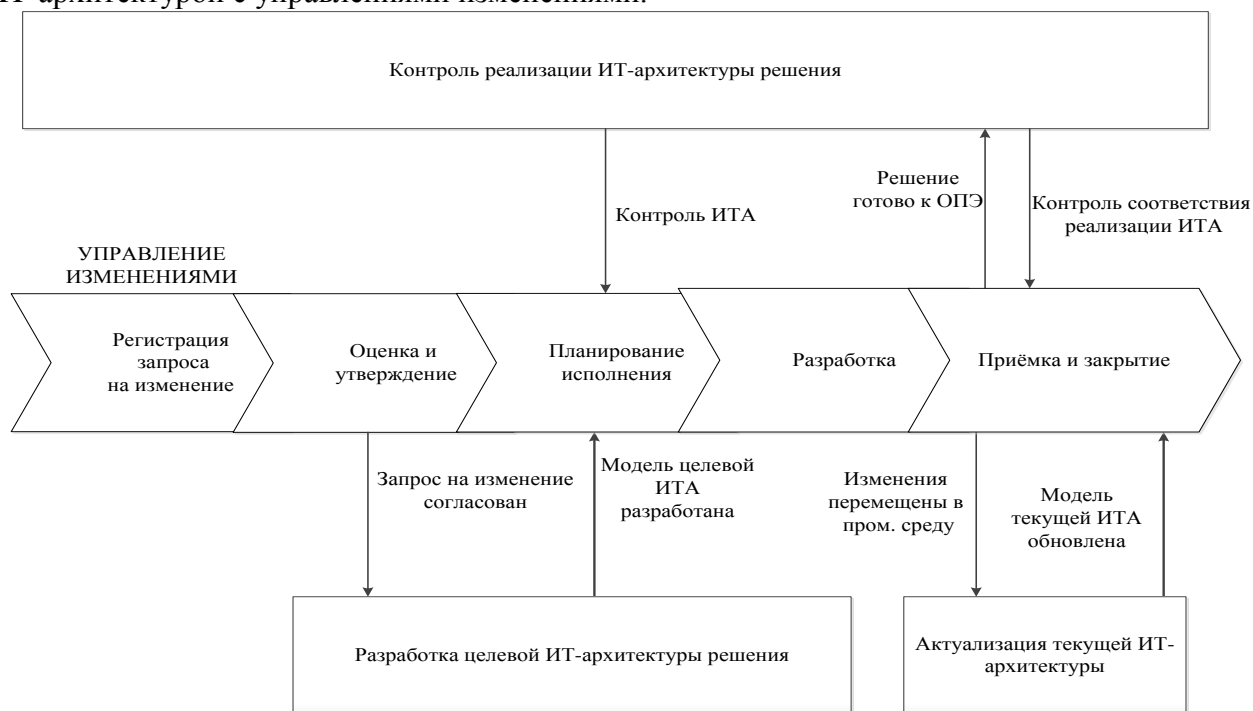 ИТ-архитектурой с управлениями изменениями.
Контроль реализации ИТ-архитектуры решения
Контроль ИТА
Решение
готово к ОПЭ
Контроль соответствия
реализации ИТА
УПРАВЛЕНИЕ
ИЗМЕНЕНИЯМИ
Регистрация
запроса
на изменение
Оценка и
утверждение
Планирование
исполнения
Разработка
Приёмка и закрытие
Запрос на изменение
согласован
Модель целевой
ИТА
разработана
Изменения
перемещены в
пром. среду
Модель
текущей ИТА
обновлена
Разработка целевой ИТ-архитектуры решения
Актуализация текущей ИТ-
архитектуры